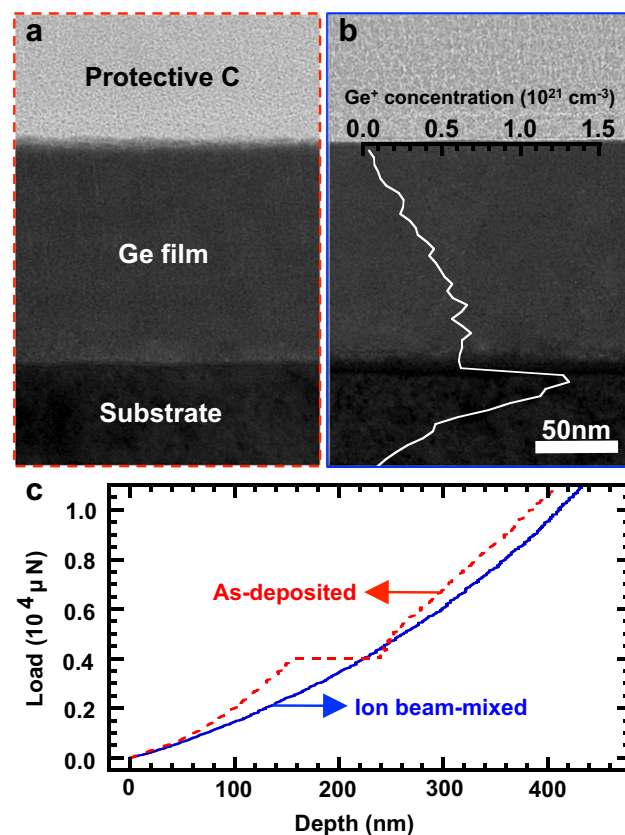 a
b
Protective C
Ge⁺ concentration (10²¹ cm⁻³)
0.0 0.5 1.0 1.5
Ge film
Substrate
50nm
c
1.0
0.8
0.6
0.4
0.2
0.0
Load (10⁴ µN)
As-deposited
Ion beam-mixed
0 100 200 300 400
Depth (nm)